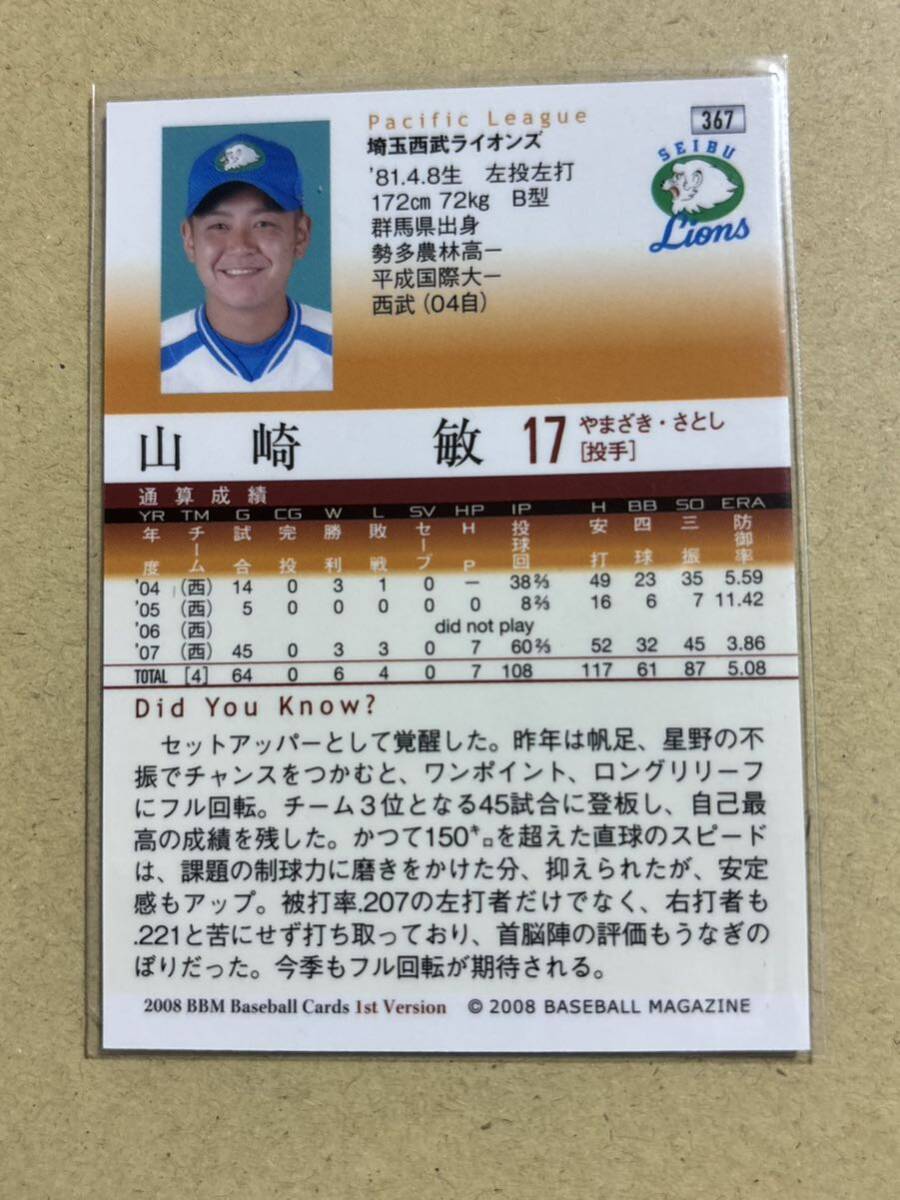 Pacific League
367
埼玉西武ライオンズ
SEIBU
Lions
'81.4.8生 左投左打
172cm 72kg B型
群馬県出身
勢多農林高ー
平成国際大ー
西武（04自）
山崎 敏 17 やまざき・さとし
[投手]
通算成績
YR TM G CG W L SV HP IP H BB SO ERA
年度 チーム 試合 完投 勝利 敗戦 セーブ HP 投球回 安打 四球 三振 防御率
'04 (西) 14 0 3 1 0 － 38 2/3 49 23 35 5.59
'05 (西) 5 0 0 0 0 0 8 2/3 16 6 7 11.42
'06 (西) did not play
'07 (西) 45 0 3 3 0 7 60 2/3 52 32 45 3.86
TOTAL [4] 64 0 6 4 0 7 108 117 61 87 5.08
Did You Know?
セットアッパーとして覚醒した。昨年は帆足、星野の不
振でチャンスをつかむと、ワンポイント、ロングリリーフ
にフル回転。チーム3位となる45試合に登板し、自己最
高の成績を残した。かつて150㌔を超えた直球のスピード
は、課題の制球力に磨きをかけた分、抑えられたが、安定
感もアップ。被打率.207の左打者だけでなく、右打者も
.221と苦にせず打ち取っており、首脳陣の評価もうなぎの
ぼりだった。今季もフル回転が期待される。
2008 BBM Baseball Cards 1st Version © 2008 BASEBALL MAGAZINE